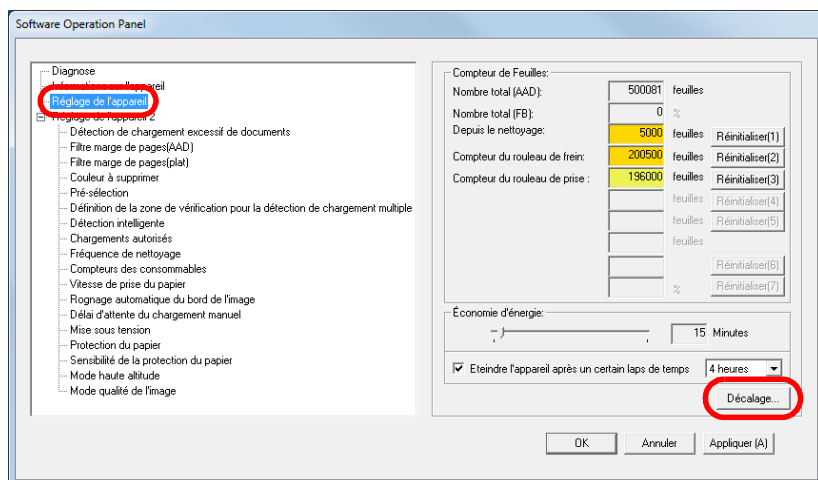 Software Operation Panel
Diagnose
Informations sur l'appareil
Réglage de l'appareil
Réglage de l'appareil 2
Détection de chargement excessif de documents
Filtre marge de pages(AAD)
Filtre marge de pages(plat)
Couleur à supprimer
Pré-sélection
Définition de la zone de vérification pour la détection de chargement multiple
Détection intelligente
Chargements autorisés
Fréquence de nettoyage
Compteurs des consommables
Vitesse de prise du papier
Rognage automatique du bord de l'image
Délai d'attente du chargement manuel
Mise sous tension
Protection du papier
Sensibilité de la protection du papier
Mode haute altitude
Mode qualité de l'image
Compteur de Feuilles:
Nombre total (AAD): 500081 feuilles
Nombre total (FB): 0 %
Depuis le nettoyage: 5000 feuilles Réinitialiser(1)
Compteur du rouleau de frein: 200500 feuilles Réinitialiser(2)
Compteur du rouleau de prise : 196000 feuilles Réinitialiser(3)
feuilles Réinitialiser(4)
feuilles Réinitialiser(5)
feuilles
Réinitialiser(6)
% Réinitialiser(7)
Économie d'énergie:
15 Minutes
Eteindre l'appareil après un certain laps de temps 4 heures
Décalage...
OK Annuler Appliquer (A)